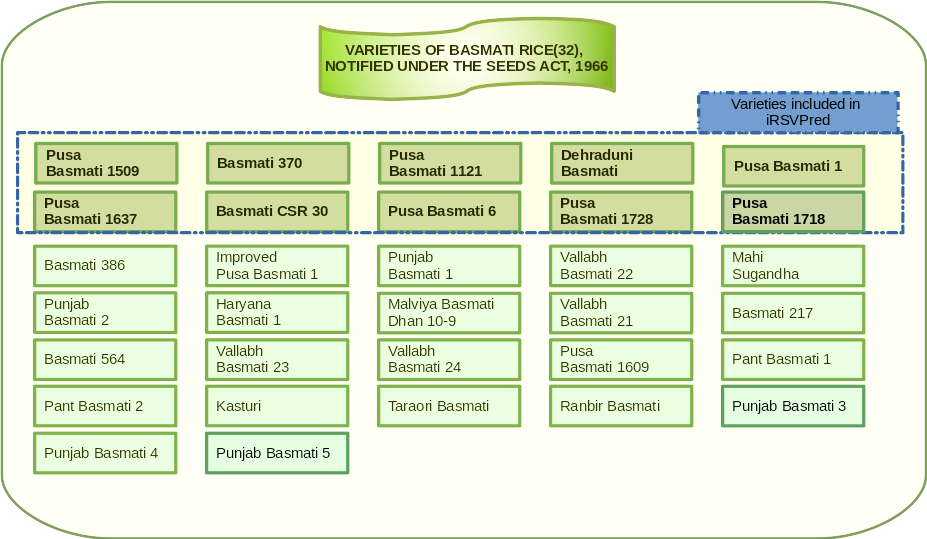 VARIETIES OF BASMATI RICE(32),
NOTIFIED UNDER THE SEEDS ACT, 1966
Varieties included in
iRSVPred
Pusa
Basmati 1509
Basmati 370
Pusa
Basmati 1121
Dehraduni
Basmati
Pusa Basmati 1
Pusa
Basmati 1637
Basmati CSR 30
Pusa Basmati 6
Pusa
Basmati 1728
Pusa
Basmati 1718
Basmati 386
Improved
Pusa Basmati 1
Punjab
Basmati 1
Vallabh
Basmati 22
Mahi
Sugandha
Punjab
Basmati 2
Haryana
Basmati 1
Malviya Basmati
Dhan 10-9
Vallabh
Basmati 21
Basmati 217
Basmati 564
Vallabh
Basmati 23
Vallabh
Basmati 24
Pusa
Basmati 1609
Pant Basmati 1
Pant Basmati 2
Kasturi
Taraori Basmati
Ranbir Basmati
Punjab Basmati 3
Punjab Basmati 4
Punjab Basmati 5